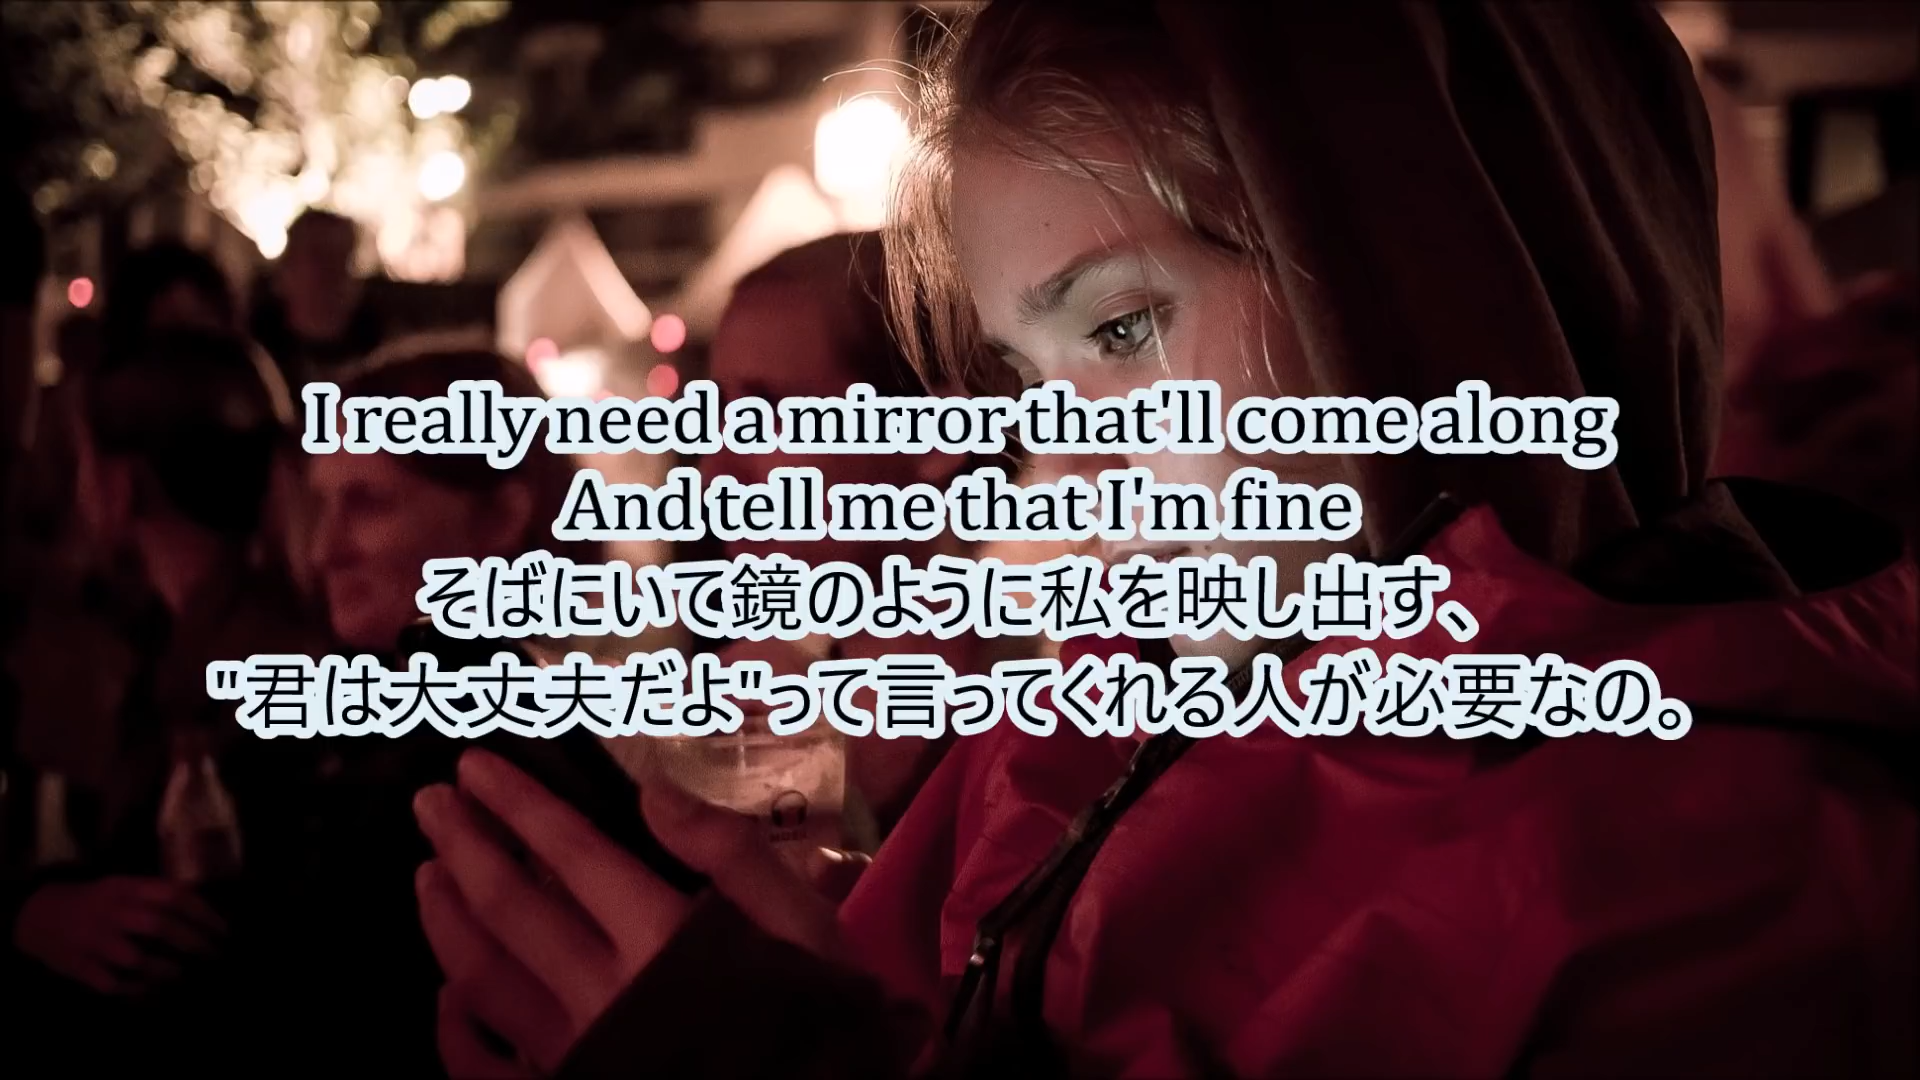 I really need a mirror that'll come along
And tell me that I'm fine
そばにいて鏡のように私を映し出す、
"君は大丈夫だよ"って言ってくれる人が必要なの。